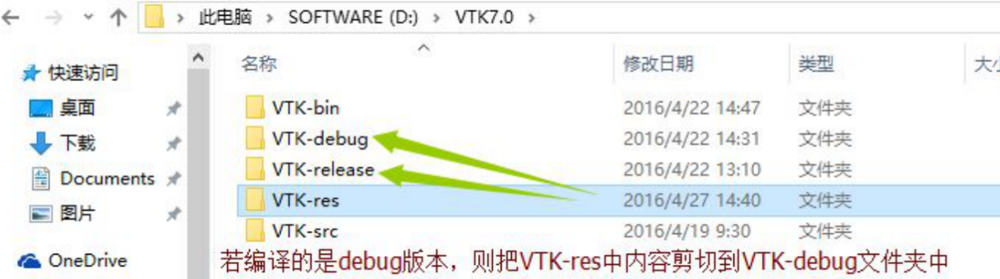 此电脑 > SOFTWARE (D:) > VTK7.0 >
名称 修改日期 类型 大小
快速访问
桌面
下载
Documents
图片
OneDrive
VTK-bin 2016/4/22 14:47 文件夹
VTK-debug 2016/4/22 14:31 文件夹
VTK-release 2016/4/22 13:10 文件夹
VTK-res 2016/4/27 14:40 文件夹
VTK-src 2016/4/19 9:30 文件夹
若编译的是debug版本，则把VTK-res中内容剪切到VTK-debug文件夹中